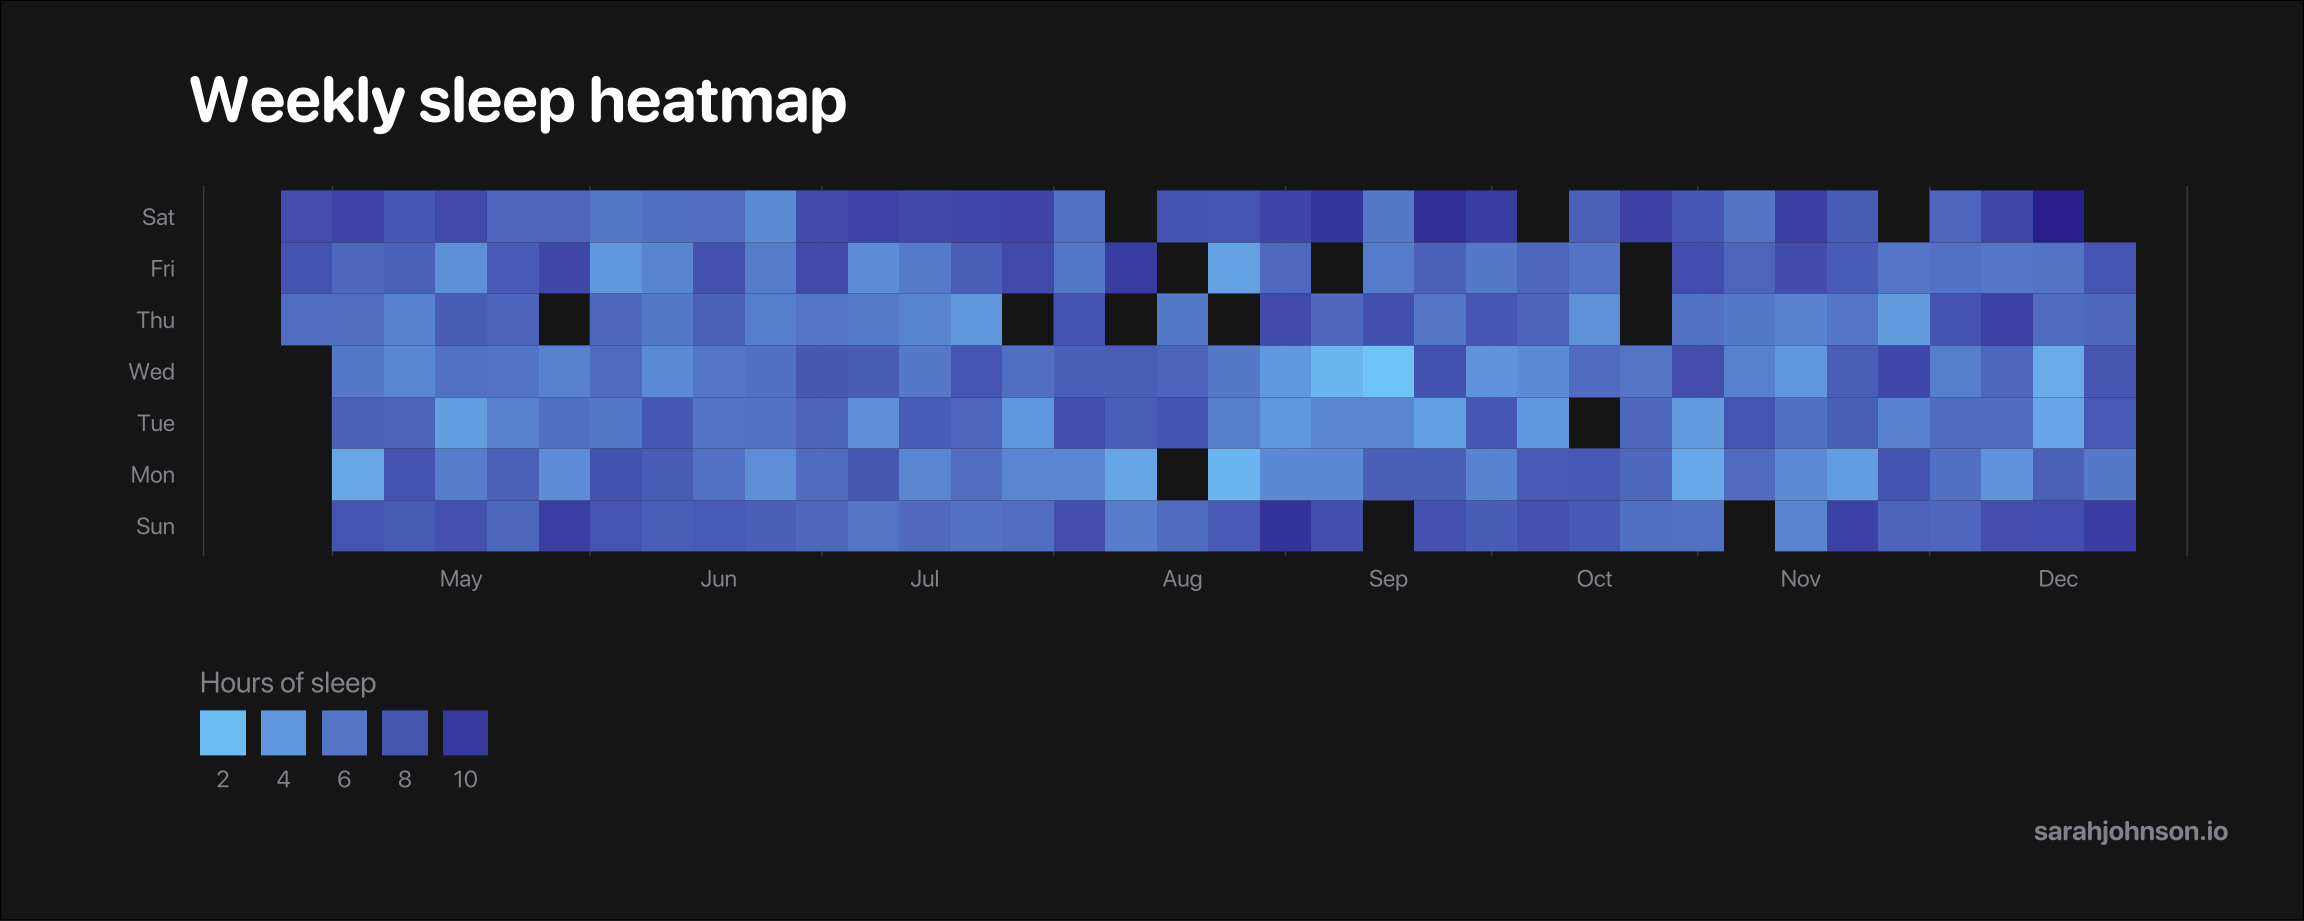 Weekly sleep heatmap
Sat
Fri
Thu
Wed
Tue
Mon
Sun
May Jun Jul Aug Sep Oct Nov Dec
Hours of sleep
2 4 6 8 10
sarahjohnson.io